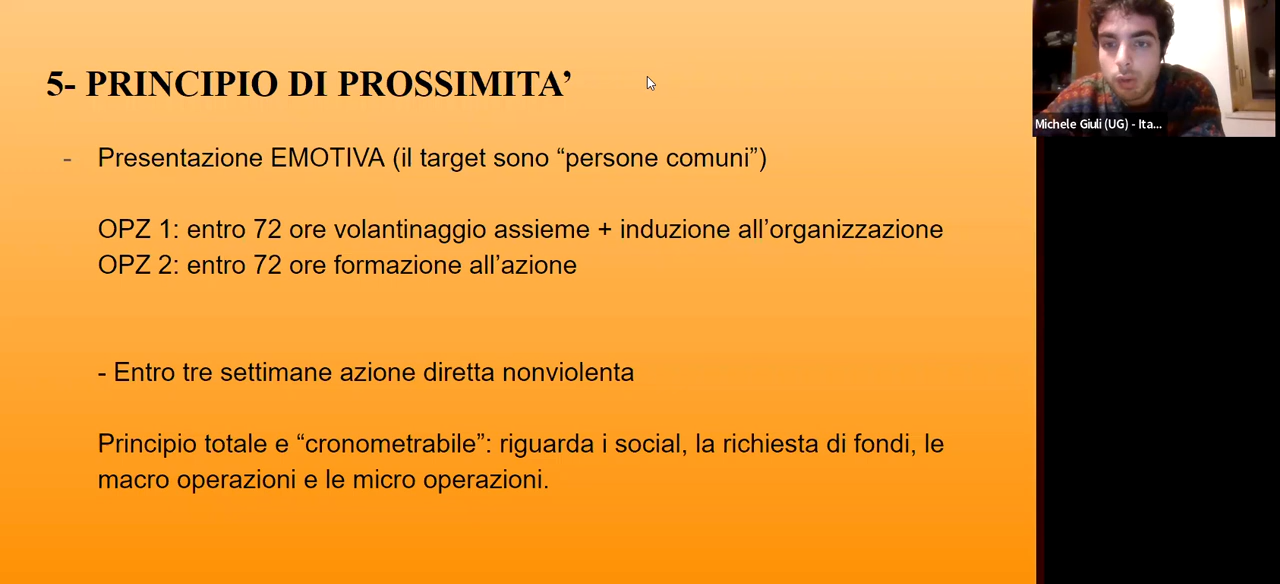 5- PRINCIPIO DI PROSSIMITA’
- Presentazione EMOTIVA (il target sono “persone comuni”)
OPZ 1: entro 72 ore volantinaggio assieme + induzione all’organizzazione
OPZ 2: entro 72 ore formazione all’azione
- Entro tre settimane azione diretta nonviolenta
Principio totale e “cronometrabile”: riguarda i social, la richiesta di fondi, le
macro operazioni e le micro operazioni.
Michele Giuli (UG) - Ita...